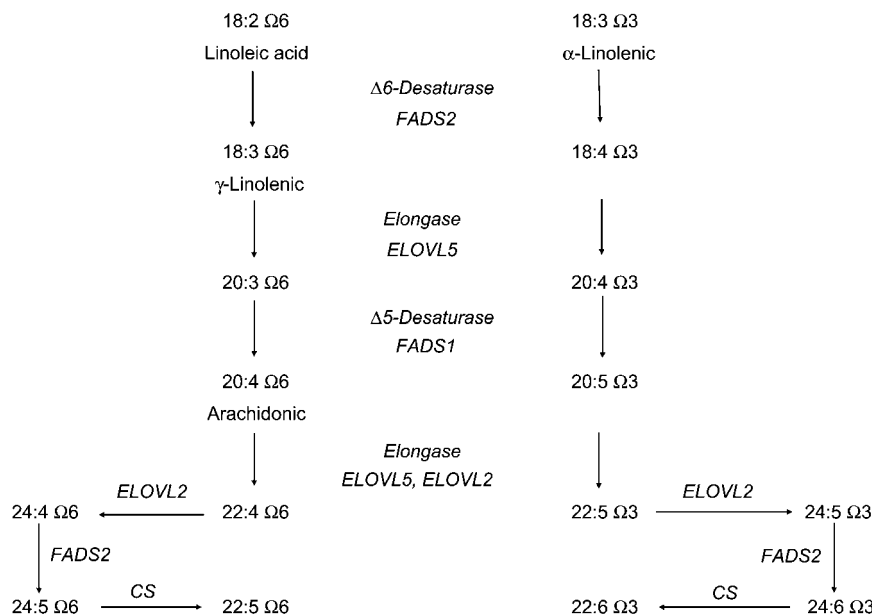 18:2 Ω6 18:3 Ω3
Linoleic acid α-Linolenic
Δ6-Desaturase
FADS2
18:3 Ω6 18:4 Ω3
γ-Linolenic
Elongase
ELOVL5
20:3 Ω6 20:4 Ω3
Δ5-Desaturase
FADS1
20:4 Ω6 20:5 Ω3
Arachidonic
Elongase
ELOVL5, ELOVL2
ELOVL2 ELOVL2
24:4 Ω6 22:4 Ω6 22:5 Ω3 24:5 Ω3
FADS2 FADS2
CS CS
24:5 Ω6 22:5 Ω6 22:6 Ω3 24:6 Ω3